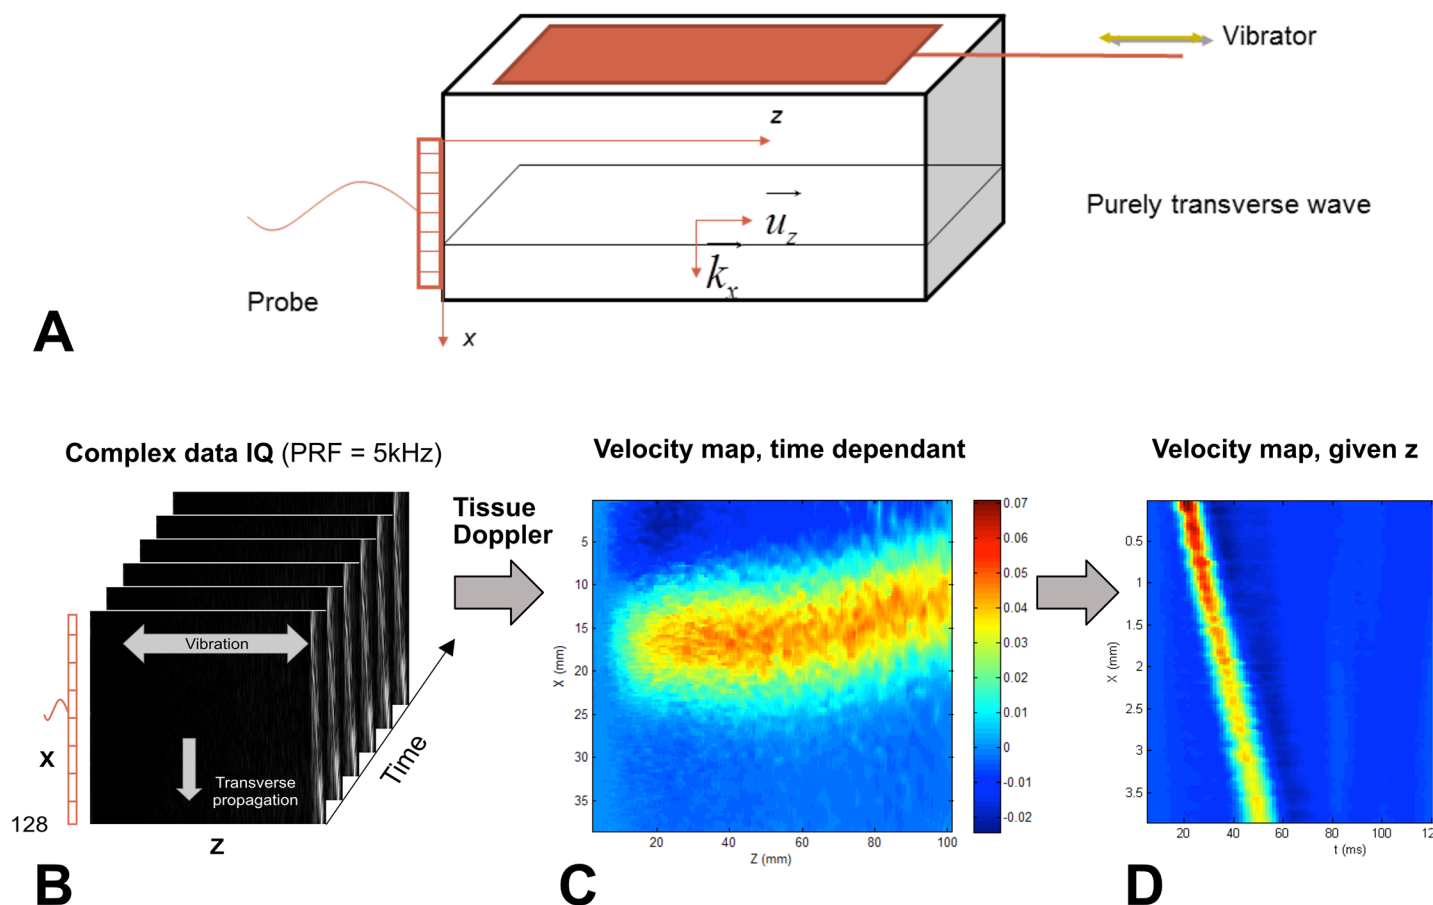 Vibrator
z
u_z
Purely transverse wave
k_x
Probe
x
A
Complex data IQ (PRF = 5kHz)
Tissue
Doppler
Vibration
Transverse
propagation
X
128
z
Time
B
Velocity map, time dependant
5
10
15
20
25
30
35
X (mm)
20
40
60
80
100
Z (mm)
0.07
0.06
0.05
0.04
0.03
0.02
0.01
0
-0.01
-0.02
C
Velocity map, given z
0.5
1
1.5
2
2.5
3
3.5
X (mm)
20
40
60
80
100
120
t (ms)
D